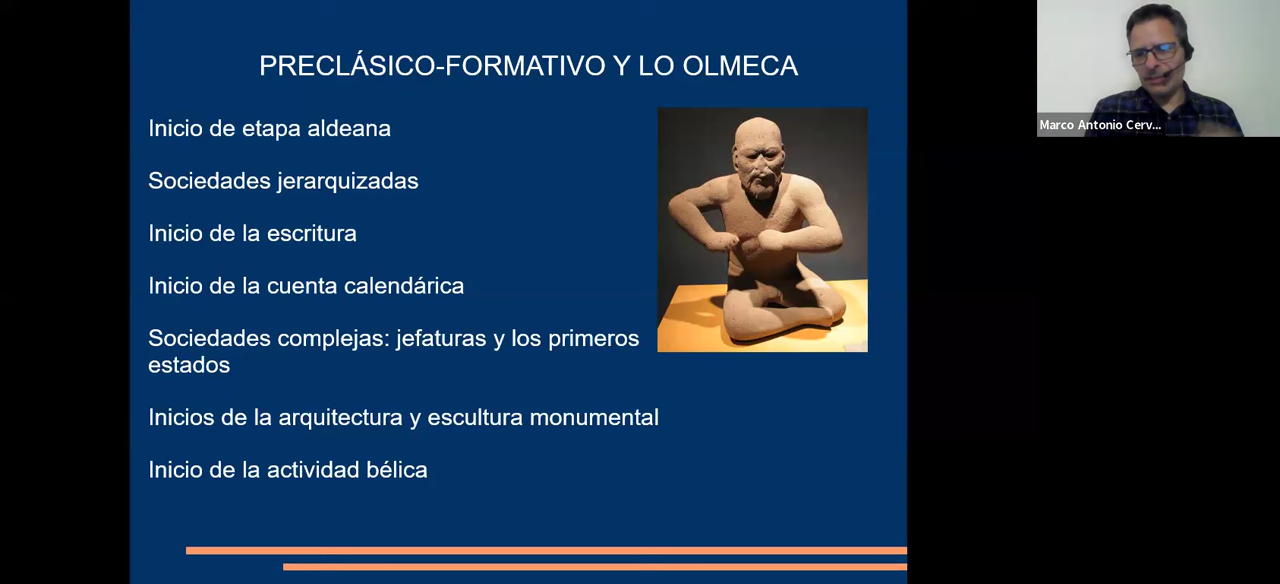 PRECLÁSICO-FORMATIVO Y LO OLMECA
Inicio de etapa aldeana
Sociedades jerarquizadas
Inicio de la escritura
Inicio de la cuenta calendárica
Sociedades complejas: jefaturas y los primeros
estados
Inicios de la arquitectura y escultura monumental
Inicio de la actividad bélica
Marco Antonio Cerv...